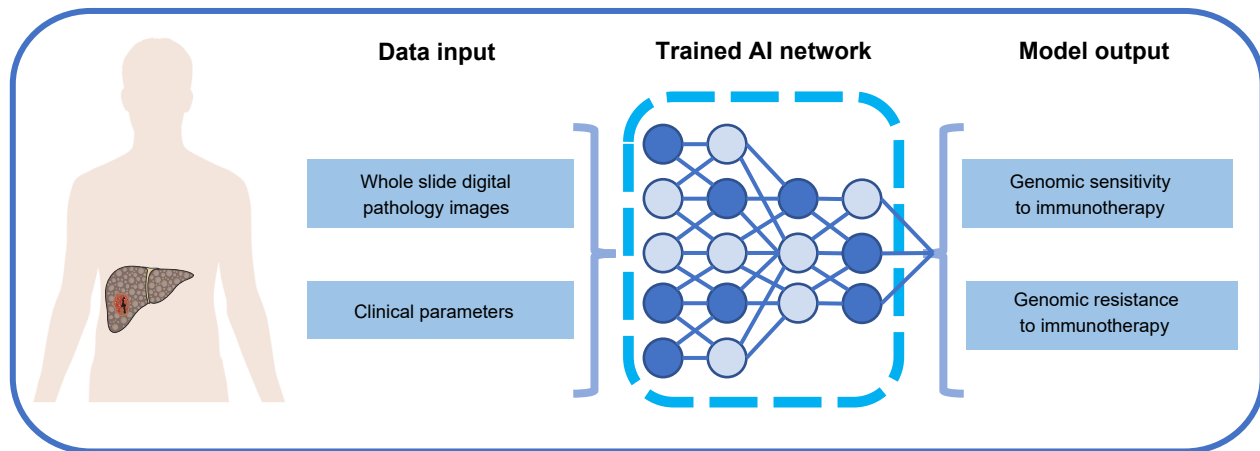 Data input
Trained AI network
Model output
Whole slide digital
pathology images
Clinical parameters
Genomic sensitivity
to immunotherapy
Genomic resistance
to immunotherapy